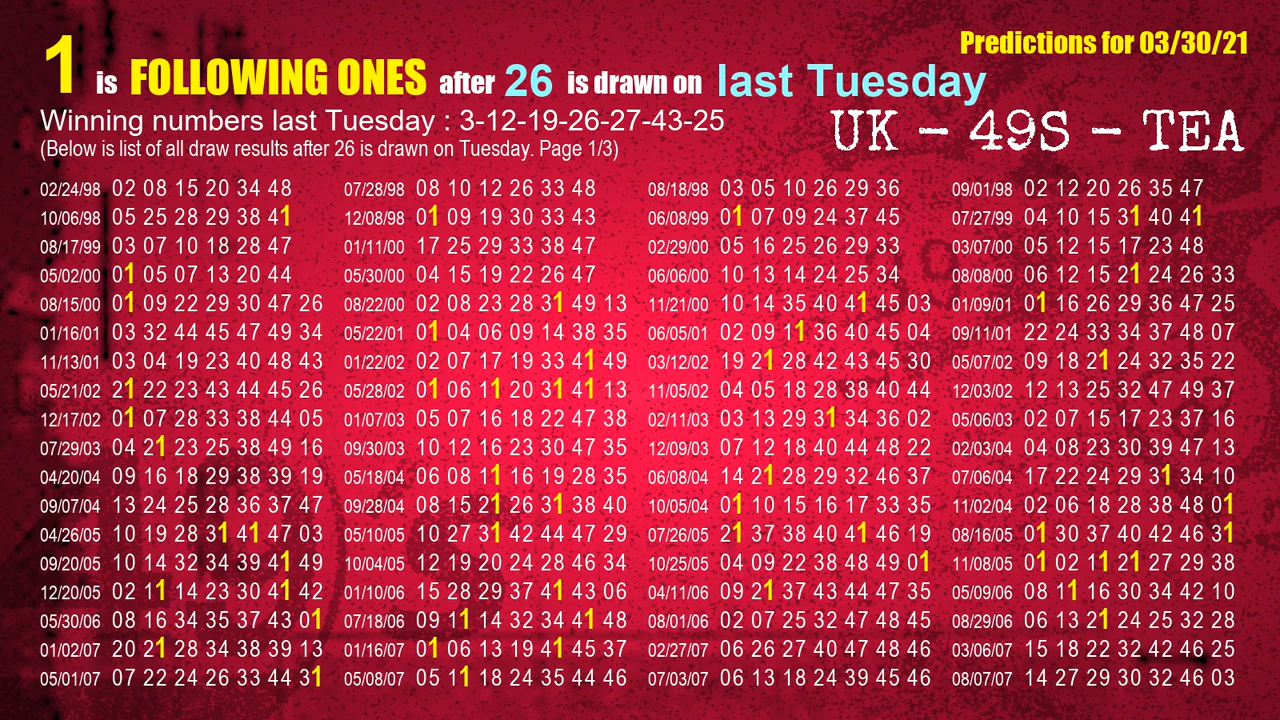 Predictions for 03/30/21
1 is FOLLOWING ONES after 26 is drawn on last Tuesday
Winning numbers last Tuesday : 3-12-19-26-27-43-25
UK - 49S - TEA
(Below is list of all draw results after 26 is drawn on Tuesday. Page 1/3)
02/24/98 02 08 15 20 34 48 07/28/98 08 10 12 26 33 48 08/18/98 03 05 10 26 29 36 09/01/98 02 12 20 26 35 47
10/06/98 05 25 28 29 38 41 12/08/98 01 09 19 30 33 43 06/08/99 01 07 09 24 37 45 07/27/99 04 10 15 31 40 41
08/17/99 03 07 10 18 28 47 01/11/00 17 25 29 33 38 47 02/29/00 05 16 25 26 29 33 03/07/00 05 12 15 17 23 48
05/02/00 01 05 07 13 20 44 05/30/00 04 15 19 22 26 47 06/06/00 10 13 14 24 25 34 08/08/00 06 12 15 21 24 26 33
08/15/00 01 09 22 29 30 47 26 08/22/00 02 08 23 28 31 49 13 11/21/00 10 14 35 40 41 45 03 01/09/01 01 16 26 29 36 47 25
01/16/01 03 32 44 45 47 49 34 05/22/01 01 04 06 09 14 38 35 06/05/01 02 09 11 36 40 45 04 09/11/01 22 24 33 34 37 48 07
11/13/01 03 04 19 23 40 48 43 01/22/02 02 07 17 19 33 41 49 03/12/02 19 21 28 42 43 45 30 05/07/02 09 18 21 24 32 35 22
05/21/02 21 22 23 43 44 45 26 05/28/02 01 06 11 20 31 41 13 11/05/02 04 05 18 28 38 40 44 12/03/02 12 13 25 32 47 49 37
12/17/02 01 07 28 33 38 44 05 01/07/03 05 07 16 18 22 47 38 02/11/03 03 13 29 31 34 36 02 05/06/03 02 07 15 17 23 37 16
07/29/03 04 21 23 25 38 49 16 09/30/03 10 12 16 23 30 47 35 12/09/03 07 12 18 40 44 48 22 02/03/04 04 08 23 30 39 47 13
04/20/04 09 16 18 29 38 39 19 05/18/04 06 08 11 16 19 28 35 06/08/04 14 21 28 29 32 46 37 07/06/04 17 22 24 29 31 34 10
09/07/04 13 24 25 28 36 37 47 09/28/04 08 15 21 26 31 38 40 10/05/04 01 10 15 16 17 33 35 11/02/04 02 06 18 28 38 48 01
04/26/05 10 19 28 31 41 47 03 05/10/05 10 27 31 42 44 47 29 07/26/05 21 37 38 40 41 46 19 08/16/05 01 30 37 40 42 46 31
09/20/05 10 14 32 34 39 41 49 10/04/05 12 19 20 24 28 46 34 10/25/05 04 09 22 38 48 49 01 11/08/05 01 02 11 21 27 29 38
12/20/05 02 11 14 23 30 41 42 01/10/06 15 28 29 37 41 43 06 04/11/06 09 21 37 43 44 47 35 05/09/06 08 11 16 30 34 42 10
05/30/06 08 16 34 35 37 43 01 07/18/06 09 11 14 32 34 41 48 08/01/06 02 07 25 32 47 48 45 08/29/06 06 13 21 24 25 32 28
01/02/07 20 21 28 34 38 39 13 01/16/07 01 06 13 19 41 45 37 02/27/07 06 26 27 40 47 48 46 03/06/07 15 18 22 32 42 46 25
05/01/07 07 22 24 26 33 44 31 05/08/07 05 11 18 24 35 44 46 07/03/07 06 13 18 24 39 45 46 08/07/07 14 27 29 30 32 46 03